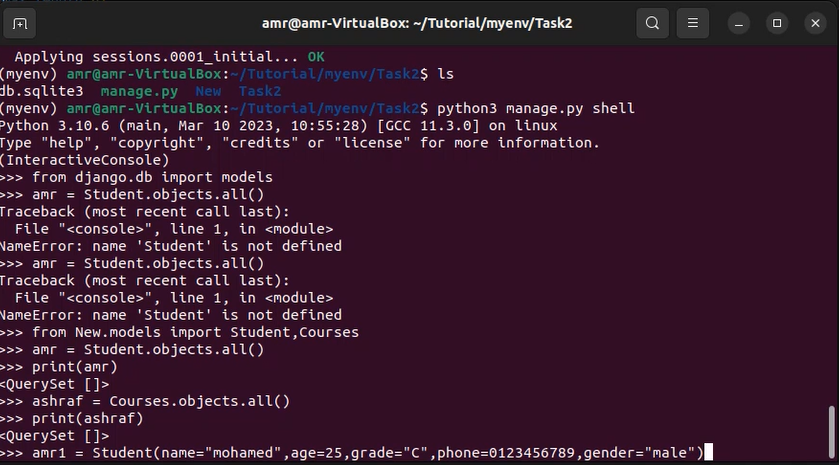 amr@amr-VirtualBox: ~/Tutorial/myenv/Task2
Applying sessions.0001_initial... OK
(myenv) amr@amr-VirtualBox:~/Tutorial/myenv/Task2$ ls
db.sqlite3  manage.py  New  Task2
(myenv) amr@amr-VirtualBox:~/Tutorial/myenv/Task2$ python3 manage.py shell
Python 3.10.6 (main, Mar 10 2023, 10:55:28) [GCC 11.3.0] on linux
Type "help", "copyright", "credits" or "license" for more information.
(InteractiveConsole)
>>> from django.db import models
>>> amr = Student.objects.all()
Traceback (most recent call last):
  File "<console>", line 1, in <module>
NameError: name 'Student' is not defined
>>> amr = Student.objects.all()
Traceback (most recent call last):
  File "<console>", line 1, in <module>
NameError: name 'Student' is not defined
>>> from New.models import Student,Courses
>>> amr = Student.objects.all()
>>> print(amr)
<QuerySet []>
>>> ashraf = Courses.objects.all()
>>> print(ashraf)
<QuerySet []>
>>> amr1 = Student(name="mohamed",age=25,grade="C",phone=0123456789,gender="male")